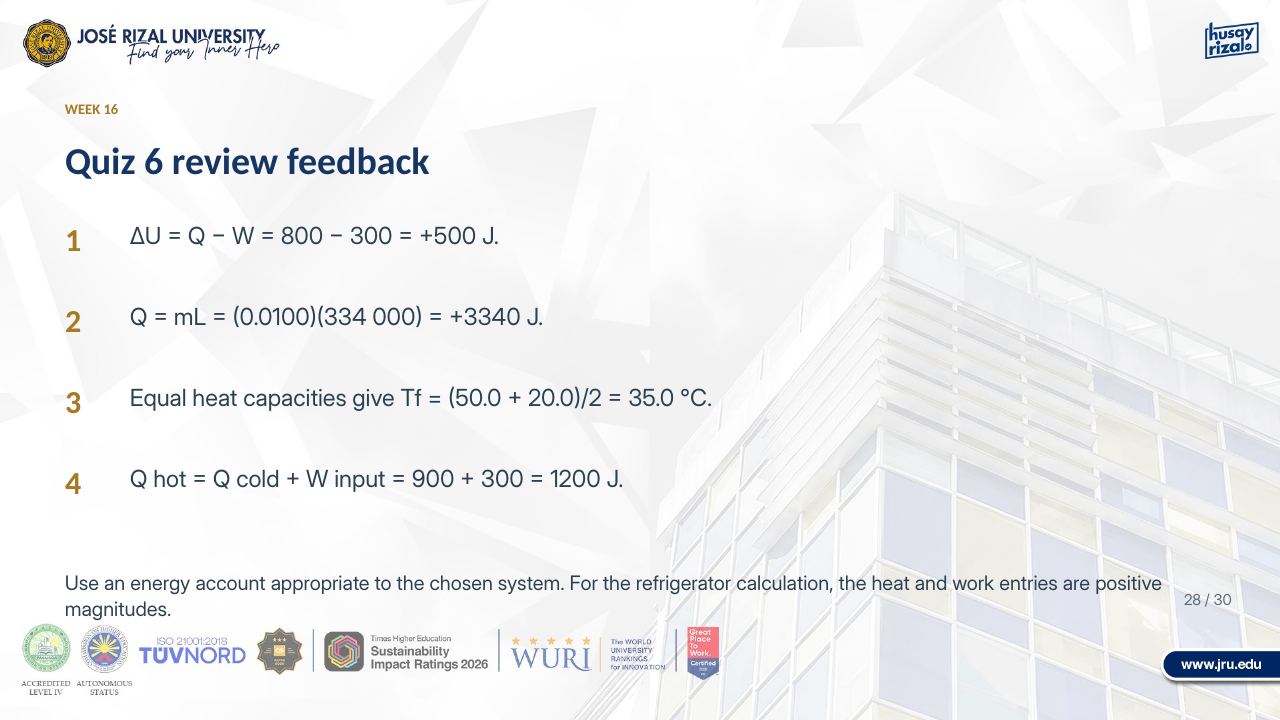 JOSÉ RIZAL UNIVERSITY
Find your Inner Hero
husay
rizal
WEEK 16
Quiz 6 review feedback
1 ΔU = Q − W = 800 − 300 = +500 J.
2 Q = mL = (0.0100)(334 000) = +3340 J.
3 Equal heat capacities give Tf = (50.0 + 20.0)/2 = 35.0 °C.
4 Q hot = Q cold + W input = 900 + 300 = 1200 J.
Use an energy account appropriate to the chosen system. For the refrigerator calculation, the heat and work entries are positive
magnitudes.
28 / 30
ACCREDITED
LEVEL IV
AUTONOMOUS
STATUS
ISO 21001:2018
TÜVNORD
Times Higher Education
Sustainability
Impact Ratings 2026
WURI
The WORLD
UNIVERSITY
RANKINGS
for INNOVATION
Great
Place
To
Work.
Certified
www.jru.edu